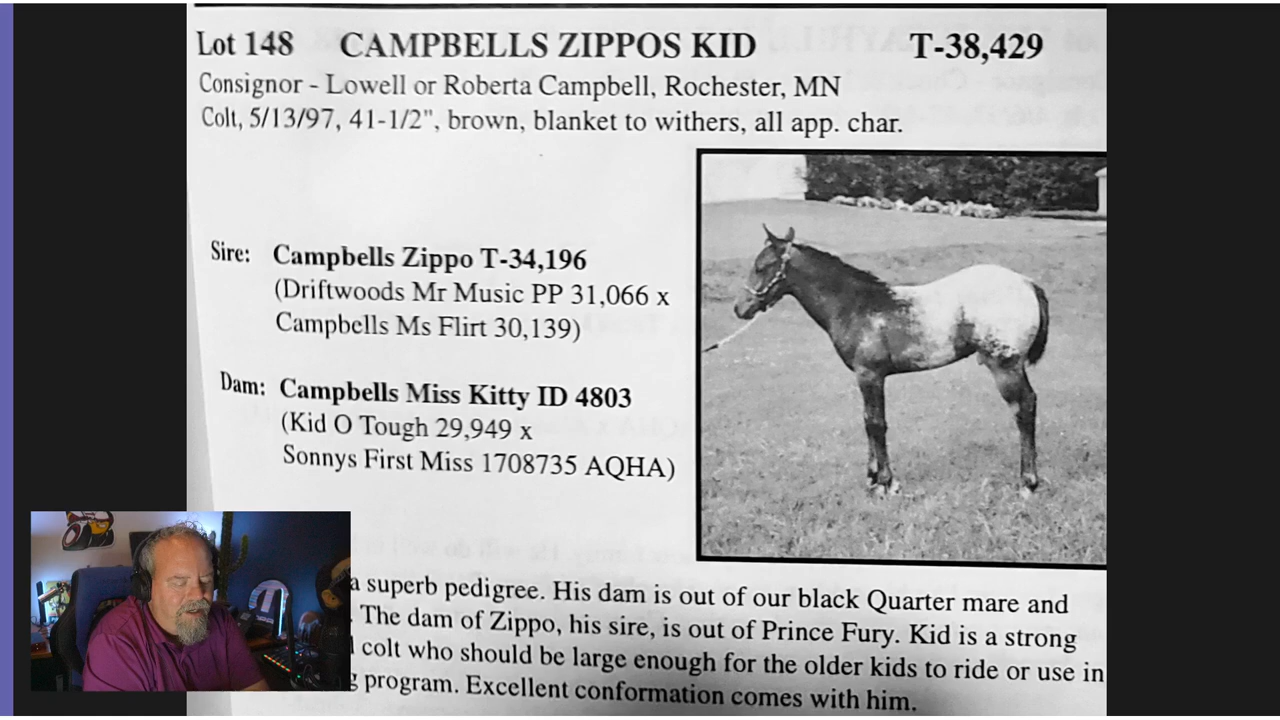 Lot 148 CAMPBELLS ZIPPOS KID T-38,429
Consignor - Lowell or Roberta Campbell, Rochester, MN
Colt, 5/13/97, 41-1/2", brown, blanket to withers, all app. char.
Sire: Campbells Zippo T-34,196
(Driftwoods Mr Music PP 31,066 x
Campbells Ms Flirt 30,139)
Dam: Campbells Miss Kitty ID 4803
(Kid O Tough 29,949 x
Sonnys First Miss 1708735 AQHA)
a superb pedigree. His dam is out of our black Quarter mare and
. The dam of Zippo, his sire, is out of Prince Fury. Kid is a strong
colt who should be large enough for the older kids to ride or use in
program. Excellent conformation comes with him.